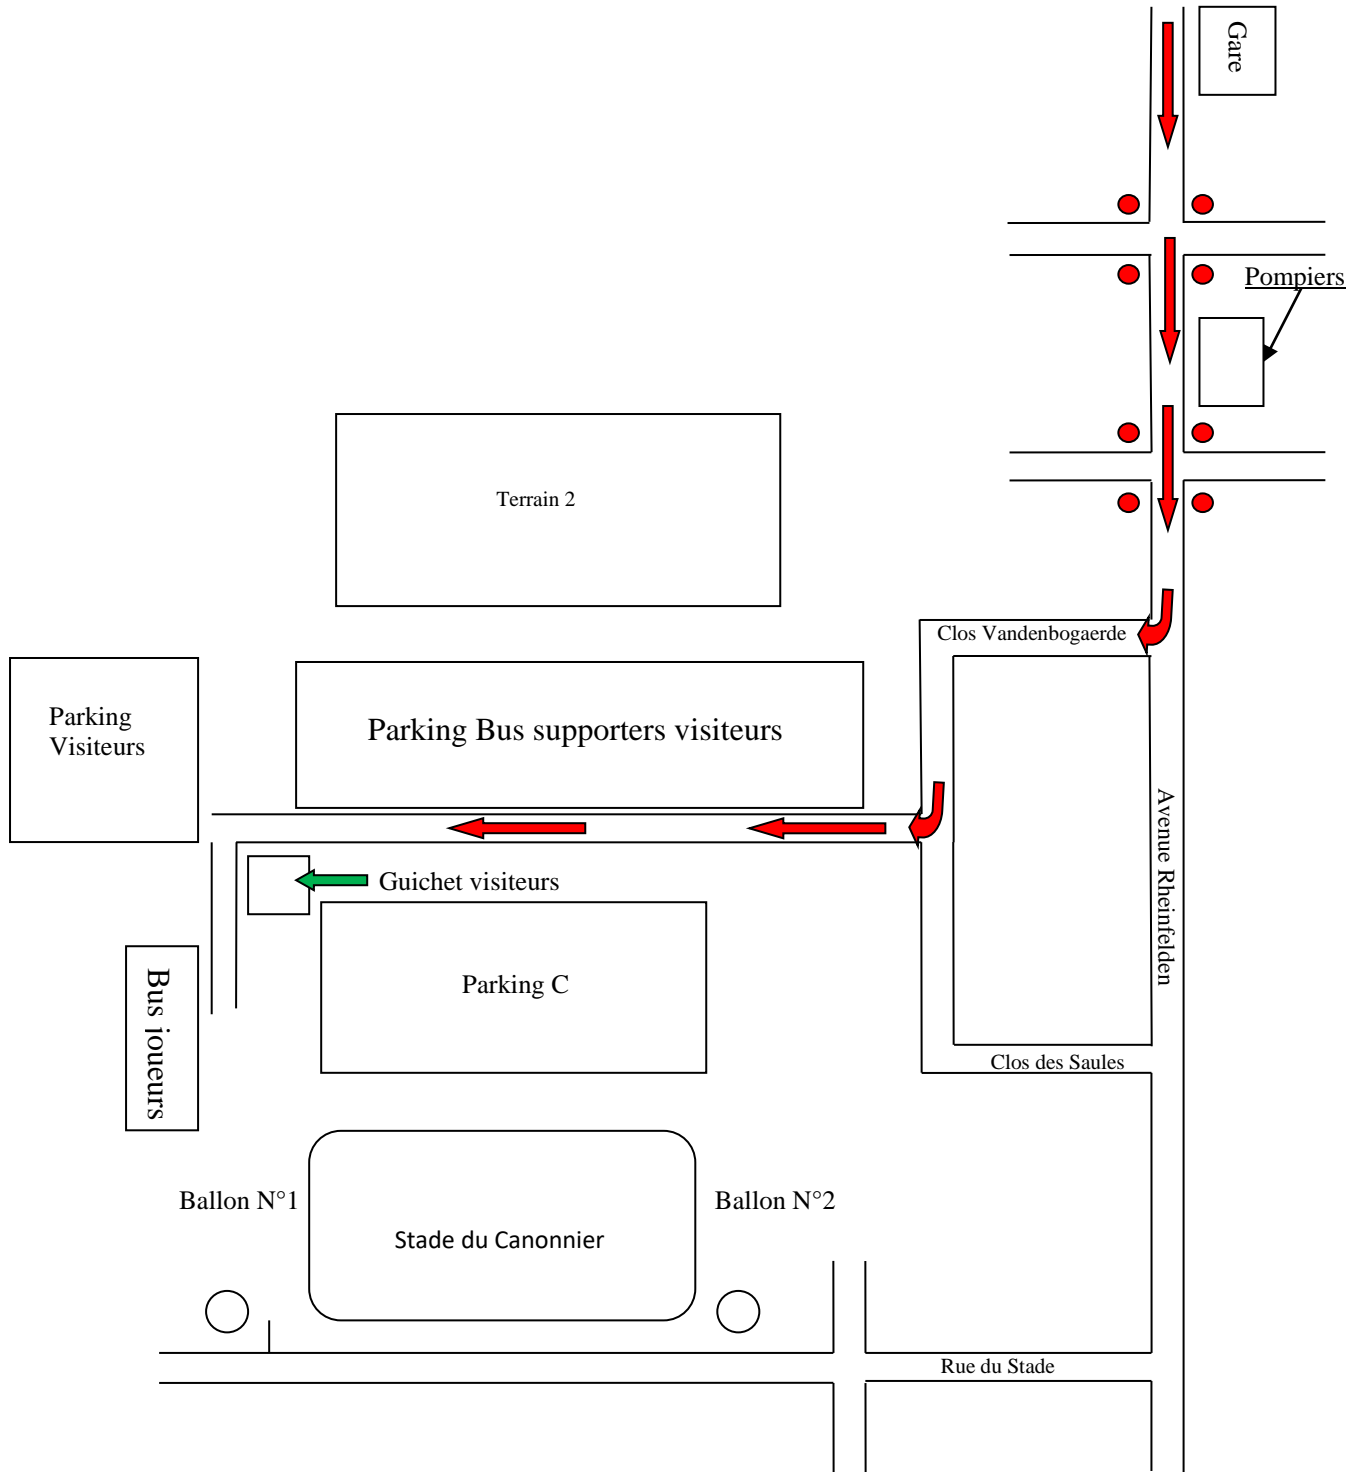 Gare
Pompiers
Terrain 2
Clos Vandenbogaerde
Parking
Visiteurs
Parking Bus supporters visiteurs
Avenue Rheinfelden
Guichet visiteurs
Bus joueurs
Parking C
Clos des Saules
Ballon N°1
Ballon N°2
Stade du Canonnier
Rue du Stade